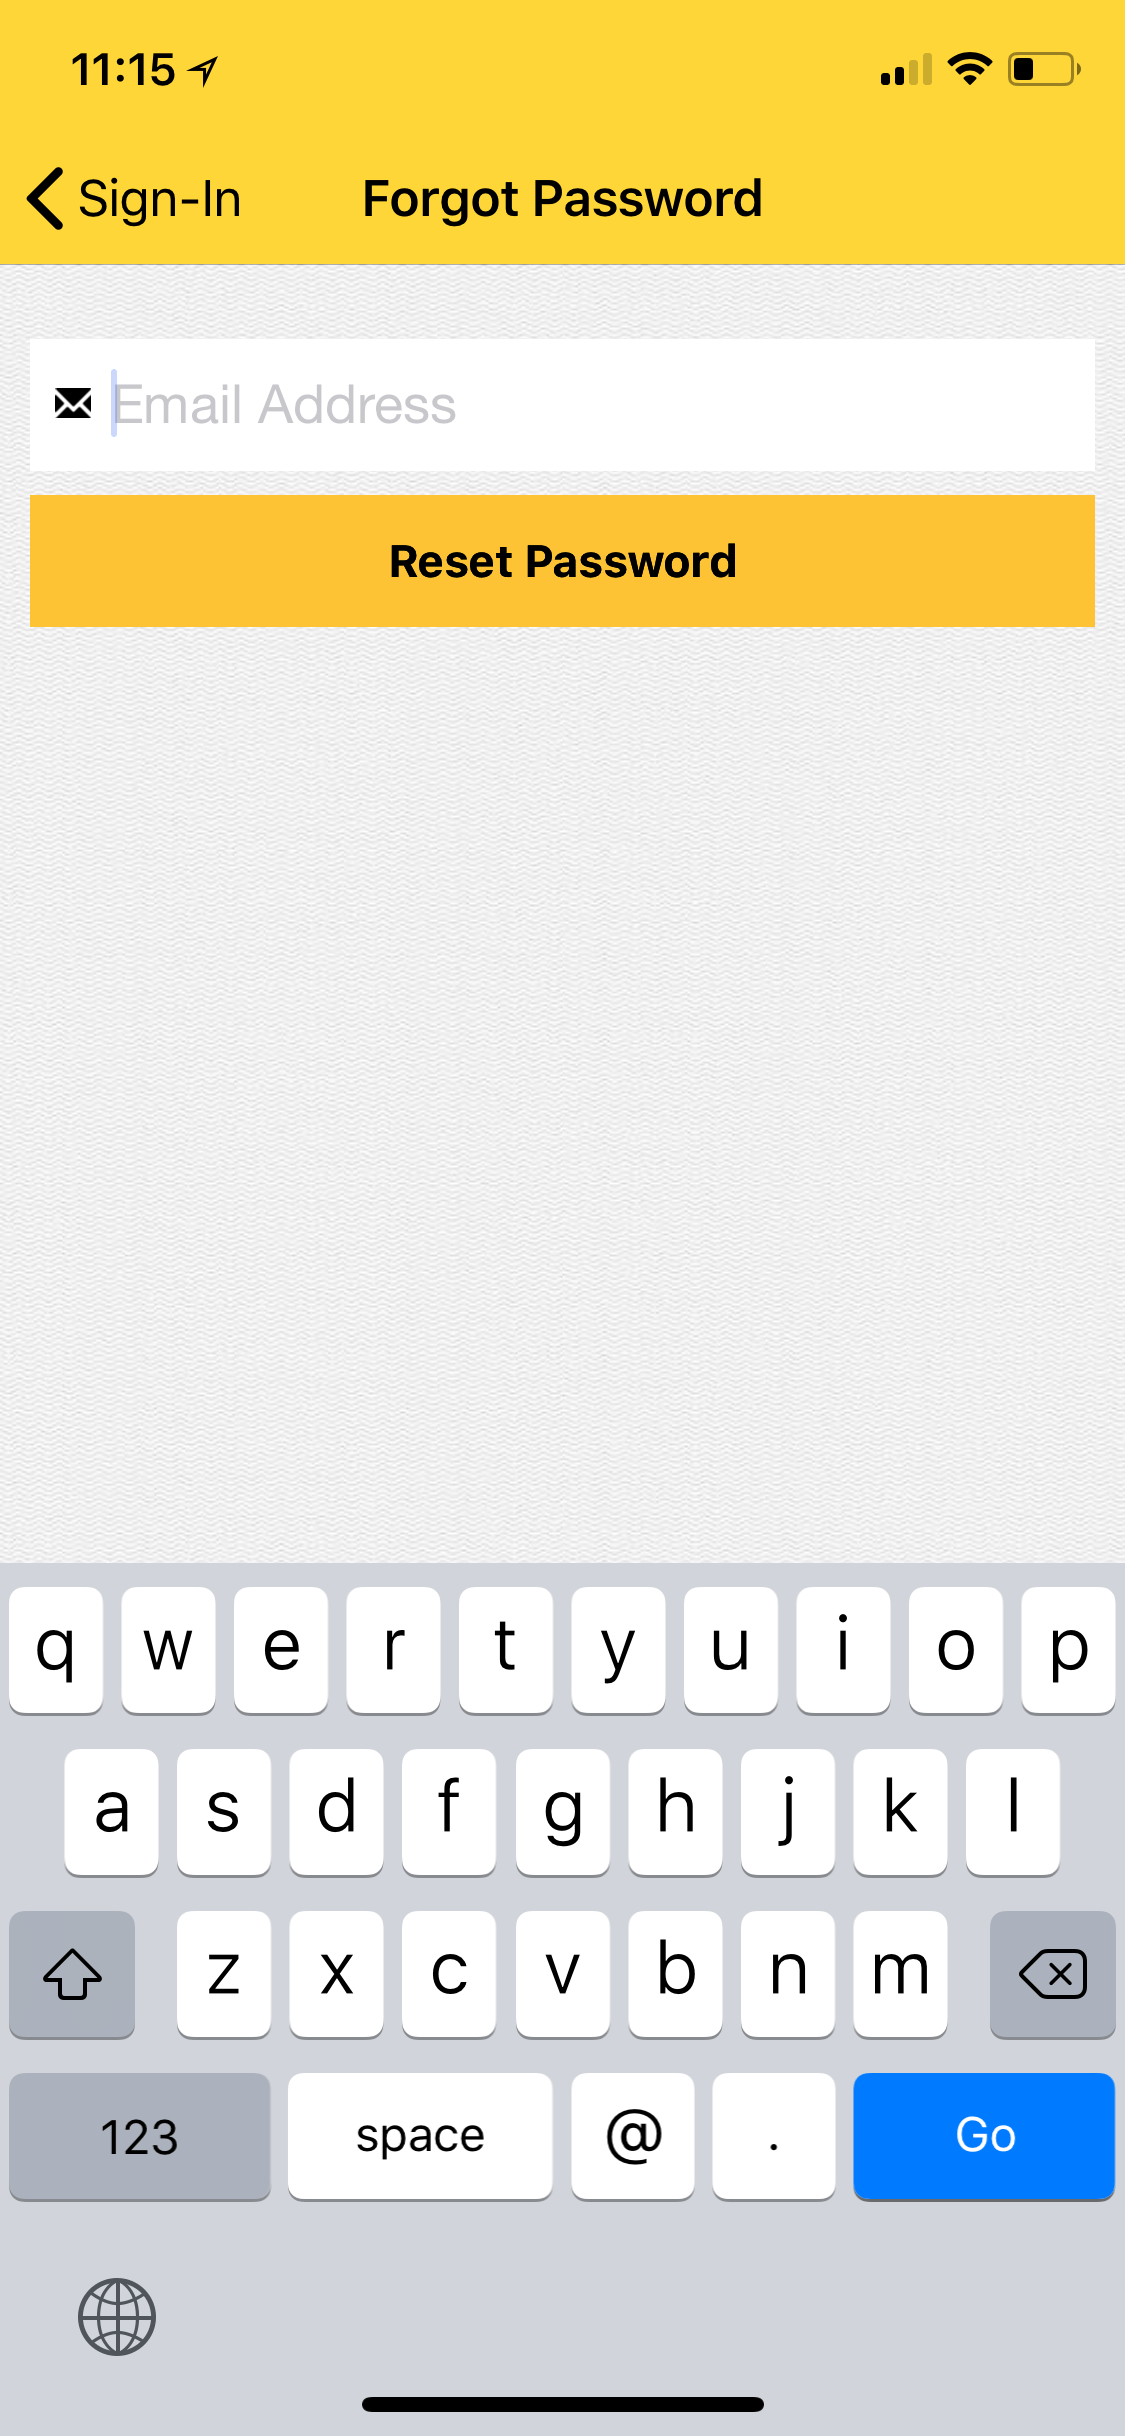 11:15
Sign-In Forgot Password
Email Address
Reset Password
q w e r t y u i o p
a s d f g h j k l
z x c v b n m
123 space @ . Go